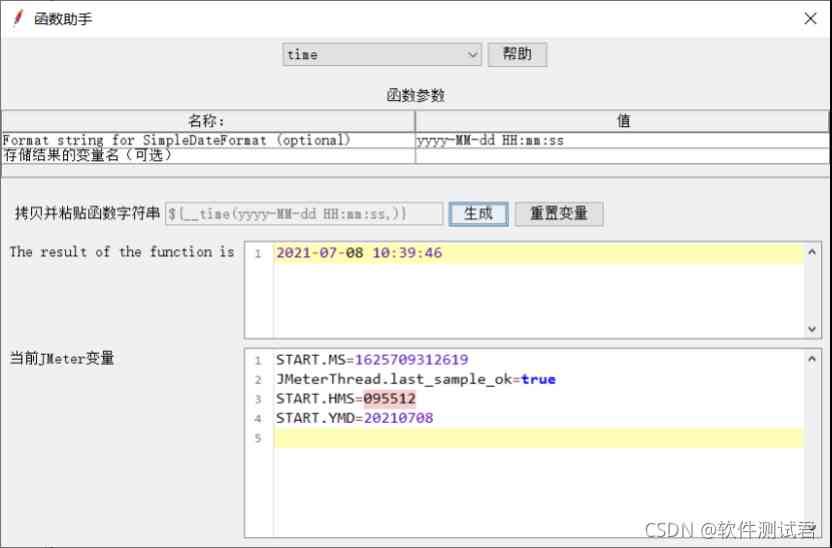 函数助手
time
帮助
函数参数
名称:
值
Format string for SimpleDateFormat (optional)
yyyy-MM-dd HH:mm:ss
存储结果的变量名（可选）
拷贝并粘贴函数字符串
${__time(yyyy-MM-dd HH:mm:ss,)}
生成
重置变量
The result of the function is
1 2021-07-08 10:39:46
当前JMeter变量
1 START.MS=1625709312619
2 JMeterThread.last_sample_ok=true
3 START.HMS=095512
4 START.YMD=20210708
5
CSDN @软件测试君